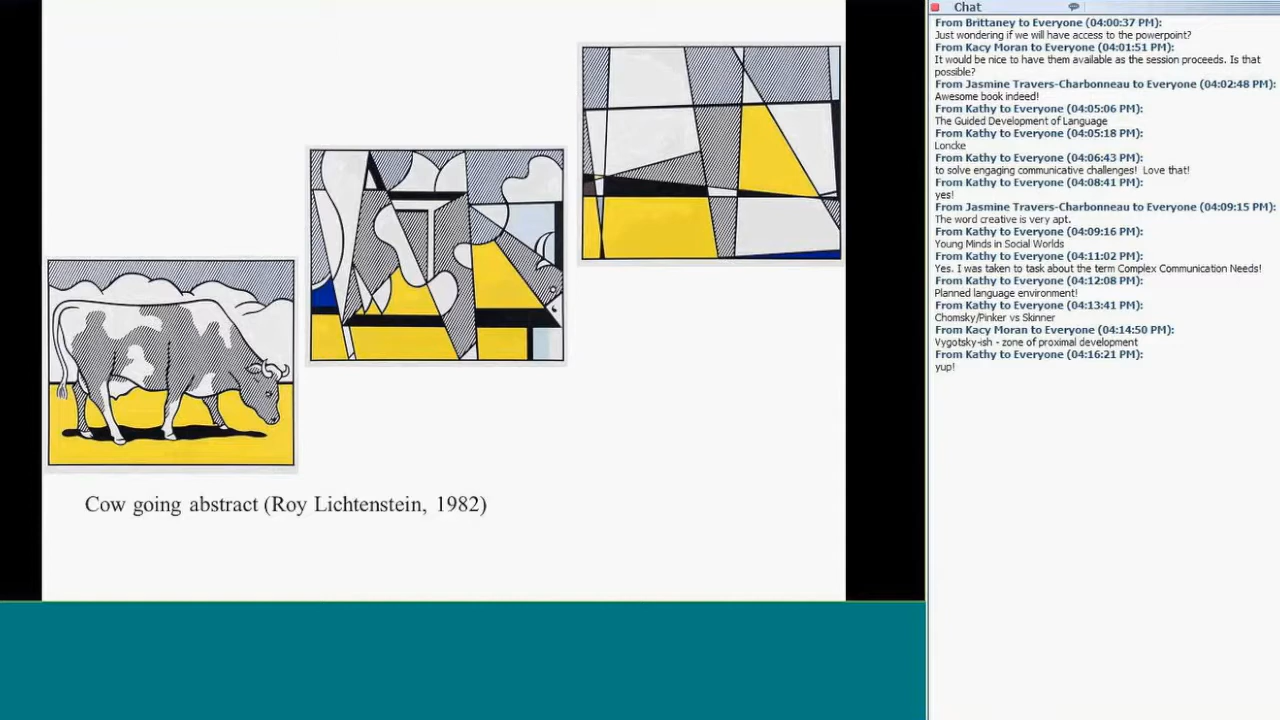 Cow going abstract (Roy Lichtenstein, 1982)
Chat
From Brittaney to Everyone (04:00:37 PM):
Just wondering if we will have access to the powerpoint?
From Kacy Moran to Everyone (04:01:51 PM):
It would be nice to have them available as the session proceeds. Is that
possible?
From Jasmine Travers-Charbonneau to Everyone (04:02:48 PM):
Awesome book indeed!
From Kathy to Everyone (04:05:06 PM):
The Guided Development of Language
From Kathy to Everyone (04:05:18 PM):
Loncke
From Kathy to Everyone (04:06:43 PM):
to solve engaging communicative challenges! Love that!
From Kathy to Everyone (04:08:41 PM):
yes!
From Jasmine Travers-Charbonneau to Everyone (04:09:15 PM):
The word creative is very apt.
From Kathy to Everyone (04:09:16 PM):
Young Minds in Social Worlds
From Kathy to Everyone (04:11:02 PM):
Yes. I was taken to task about the term Complex Communication Needs!
From Kathy to Everyone (04:12:08 PM):
Planned language environment!
From Kathy to Everyone (04:13:41 PM):
Chomsky/Pinker vs Skinner
From Kacy Moran to Everyone (04:14:50 PM):
Vygotsky-ish - zone of proximal development
From Kathy to Everyone (04:16:21 PM):
yup!